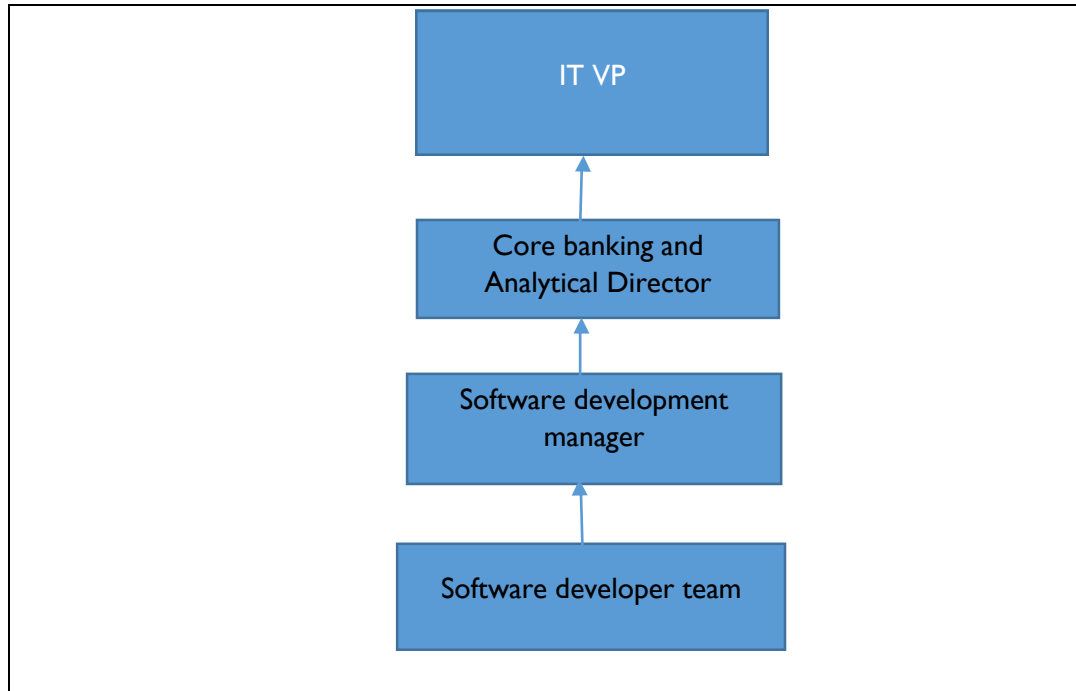 IT VP
Core banking and
Analytical Director
Software development
manager
Software developer team